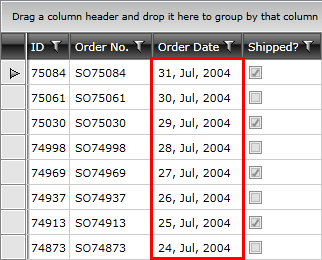 Drag a column header and drop it here to group by that column
ID Order No. Order Date Shipped?
75084 SO75084 31, Jul, 2004
75061 SO75061 30, Jul, 2004
75030 SO75030 29, Jul, 2004
74998 SO74998 28, Jul, 2004
74969 SO74969 27, Jul, 2004
74937 SO74937 26, Jul, 2004
74913 SO74913 25, Jul, 2004
74873 SO74873 24, Jul, 2004